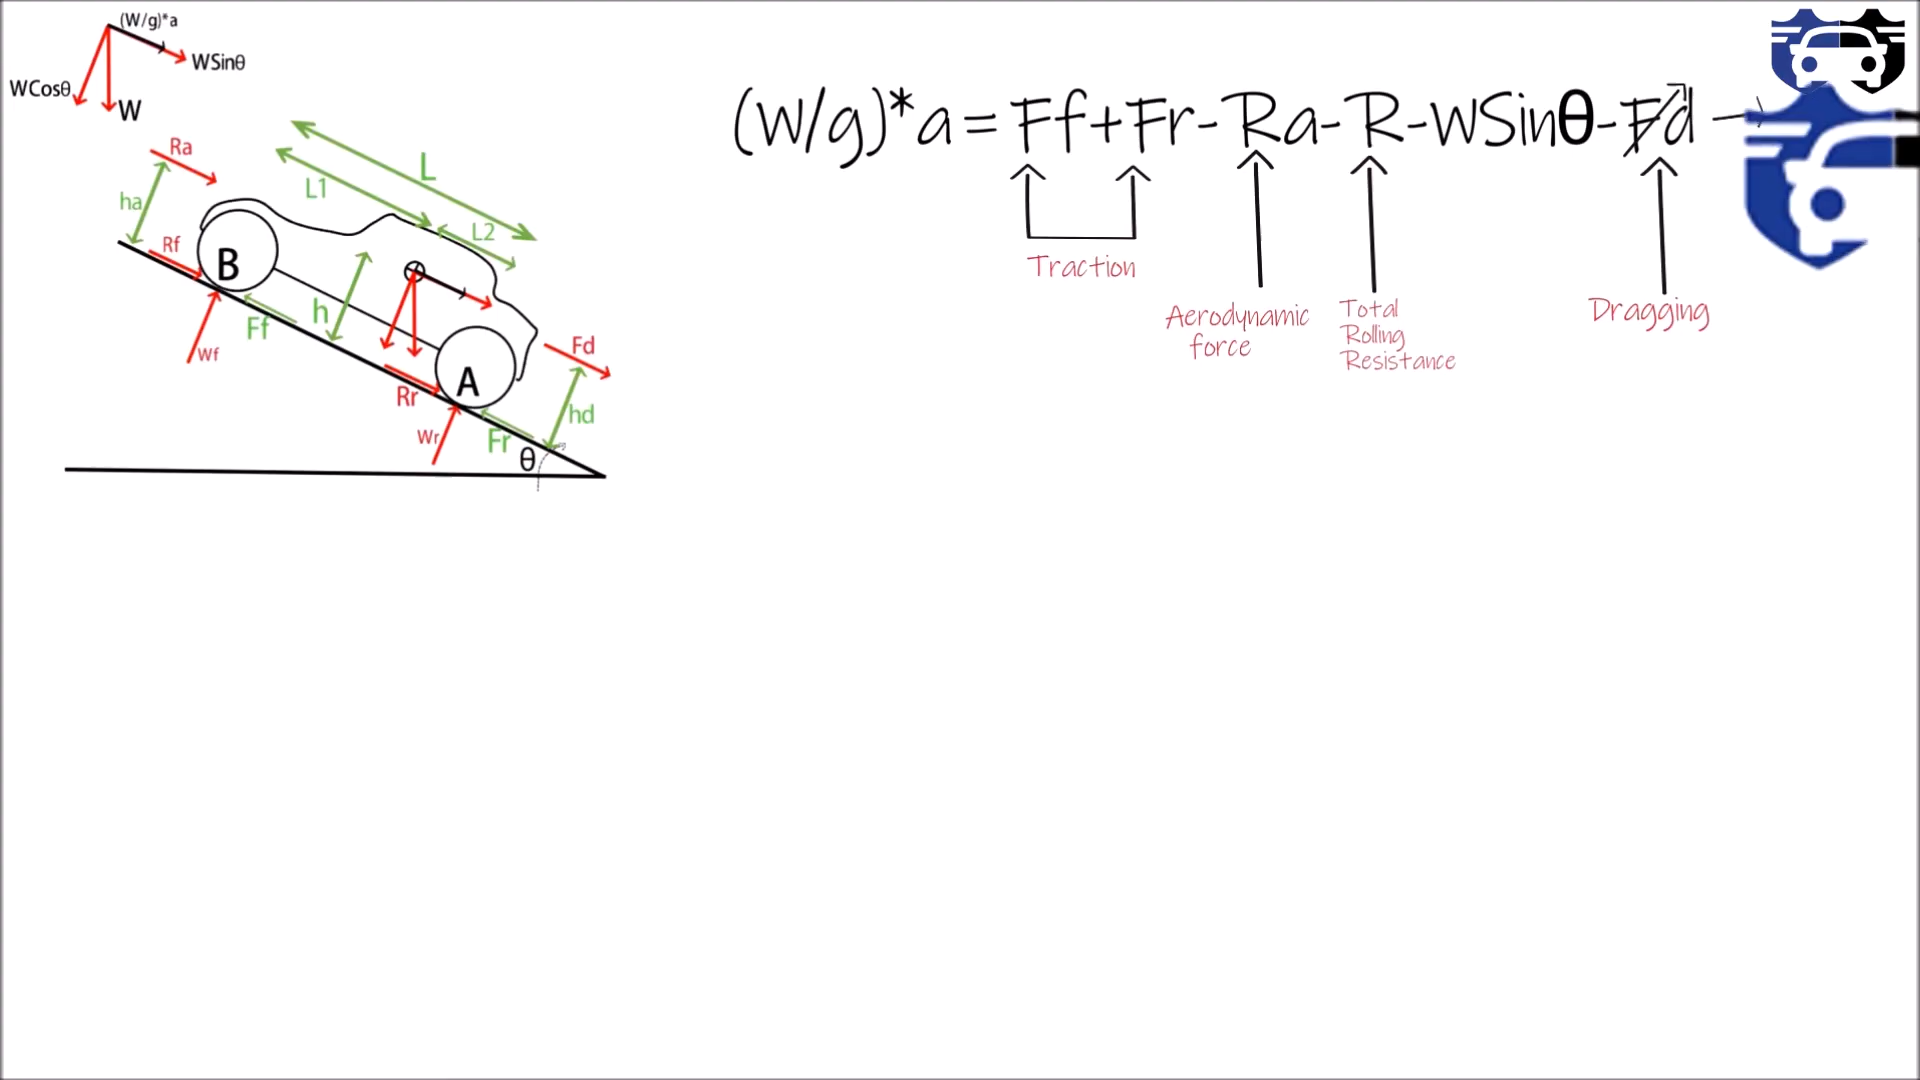 (W/g)*a
WSinθ
WCosθ
W
(W/g)*a=Ff+Fr-Ra-R-WSinθ-Fd
Traction
Aerodynamic
force
Total
Rolling
Resistance
Dragging
Ra
L
L1
ha
L2
Rf
B
h
Ff
Wf
Fd
A
Rr
hd
Wr
Fr
θ